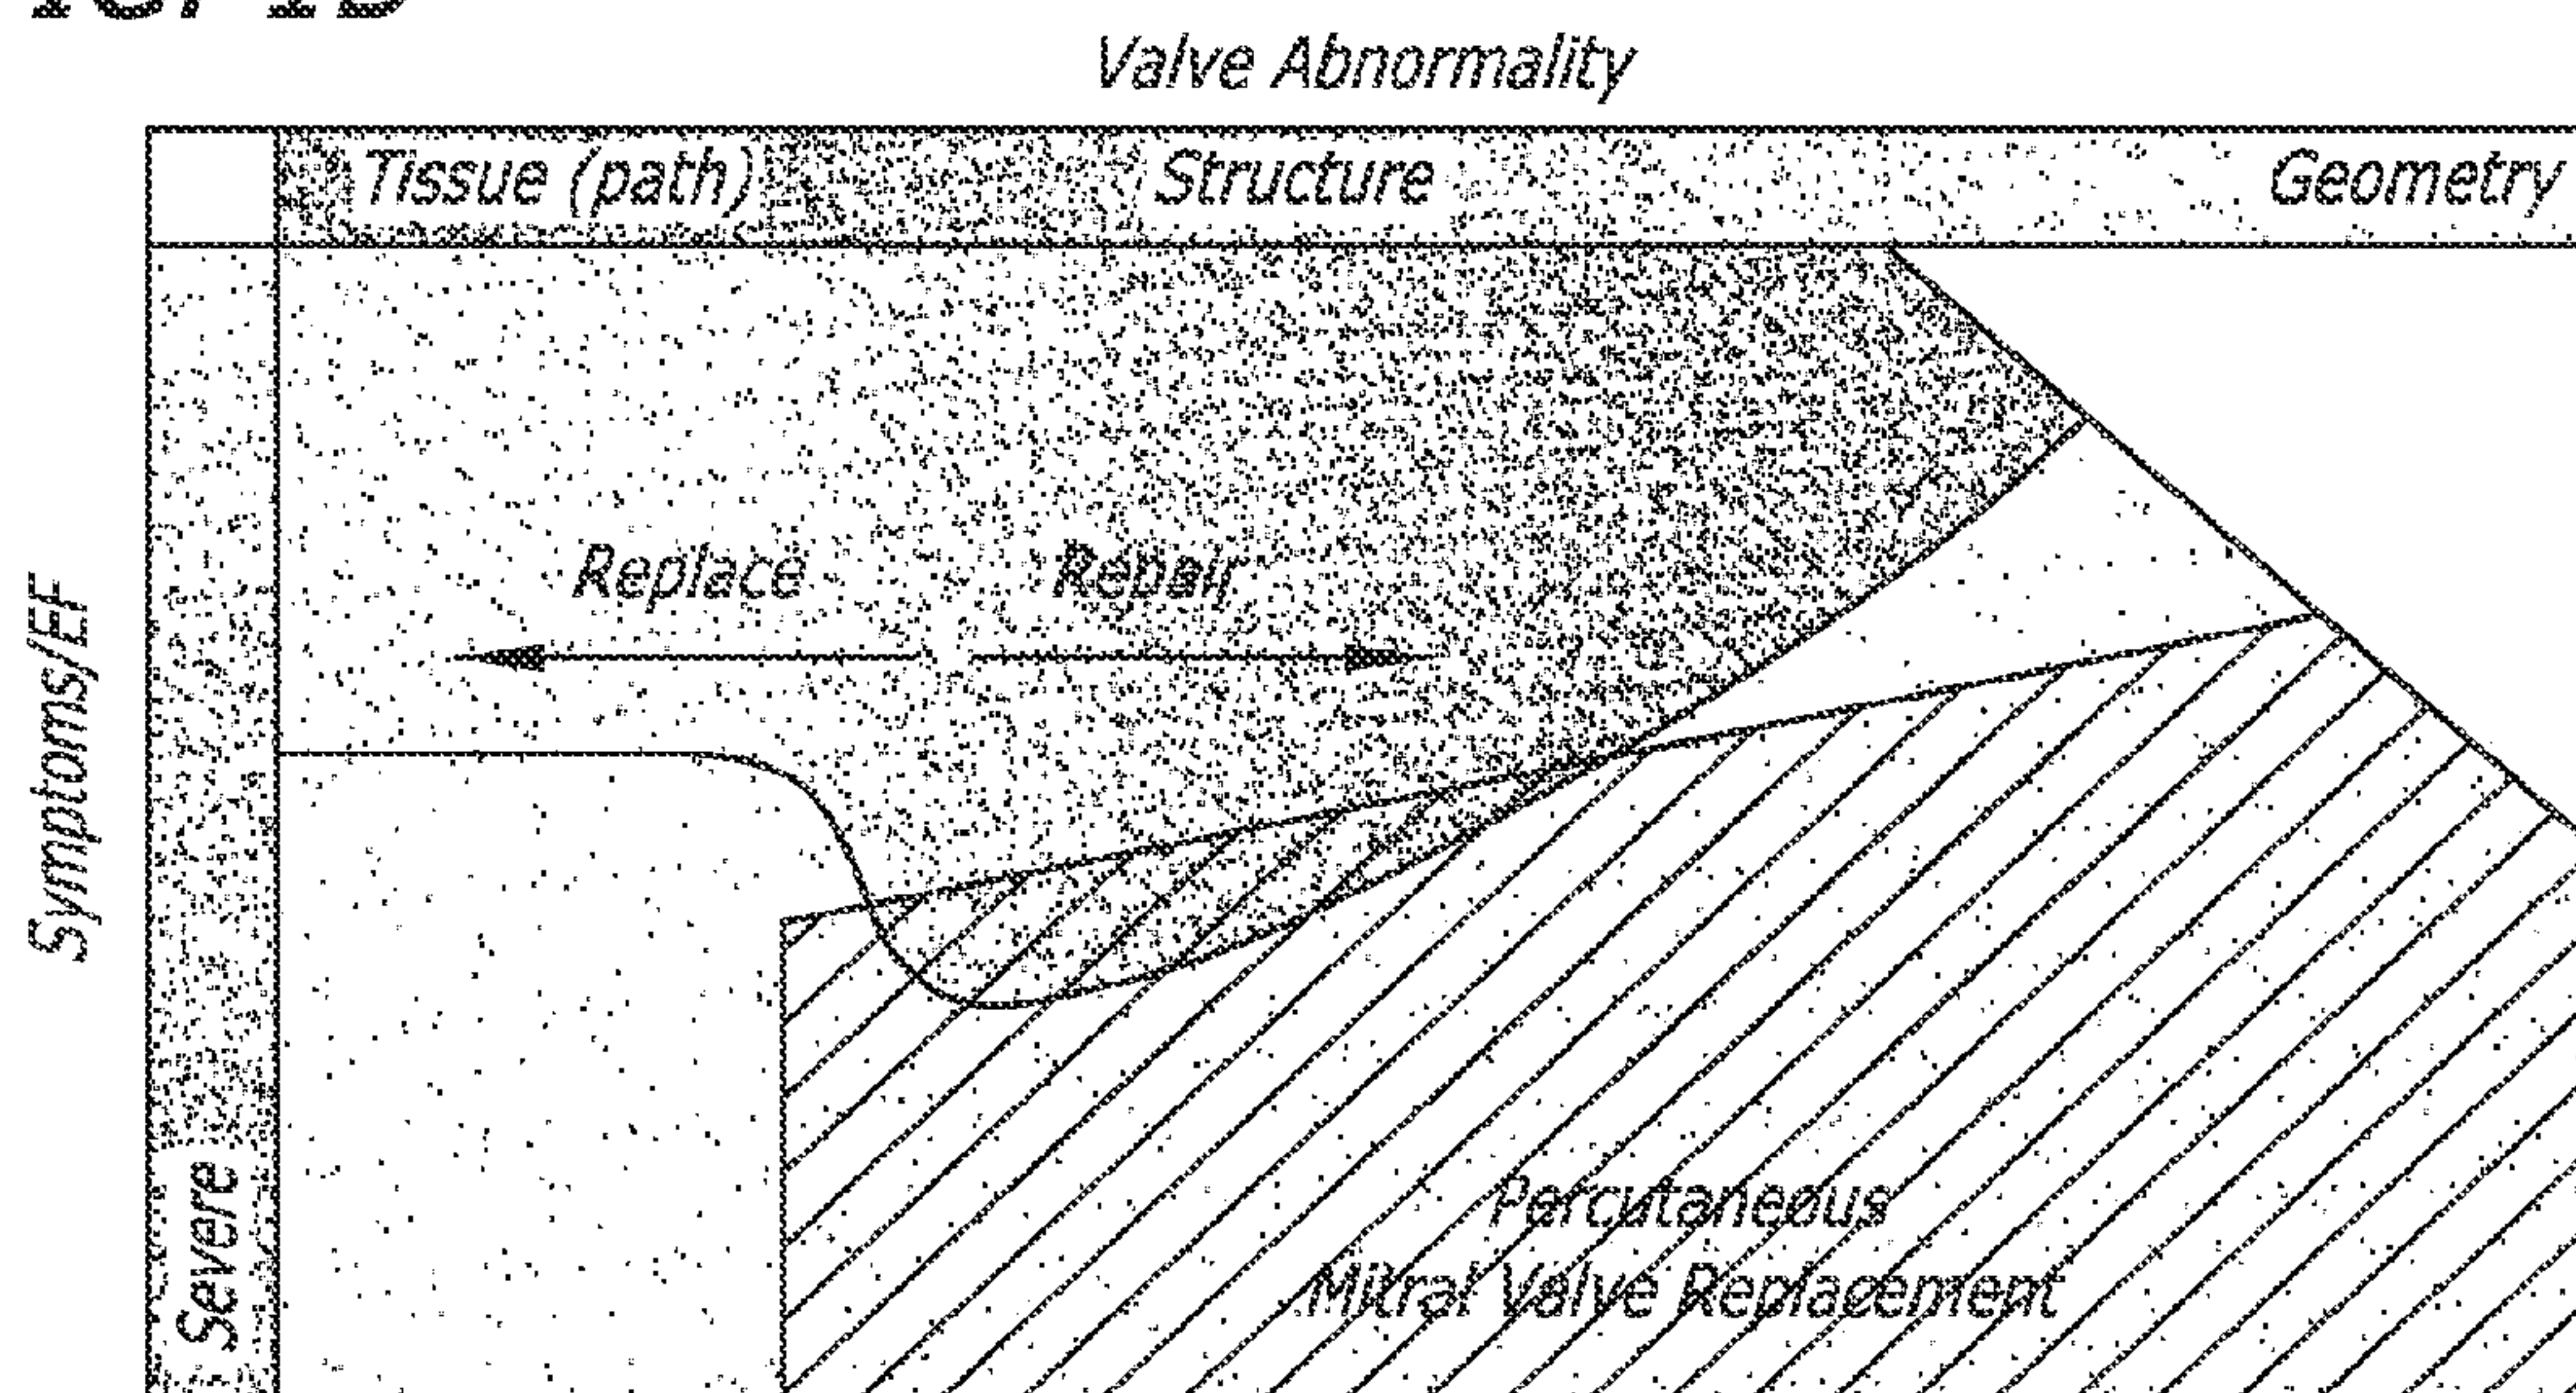 Valve Abnormality
Tissue (path)
Structure
Geometry
Replace
Repair
Symptoms/EF
Severe
Percutaneous
Mitral Valve Replacement